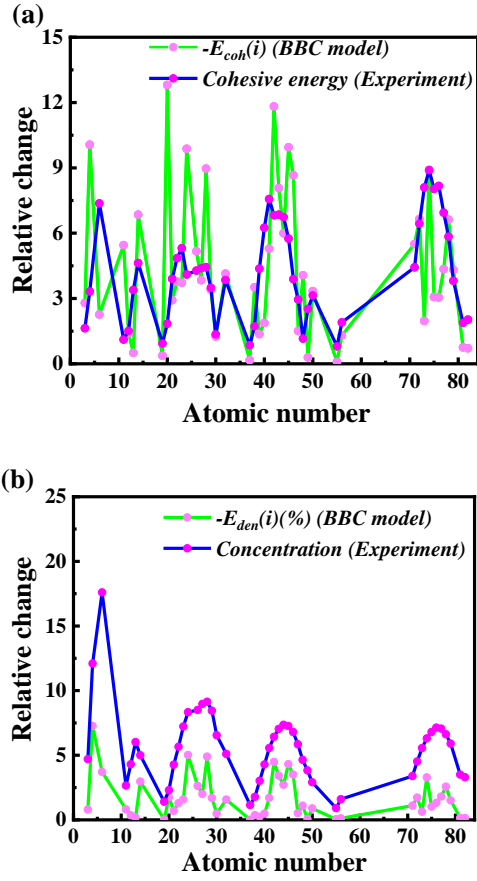 (a)
15
12
9
6
3
0
Relative change
-E_coh(i) (BBC model)
Cohesive energy (Experiment)
0 10 20 30 40 50 60 70 80
Atomic number
(b)
25
20
15
10
5
0
Relative change
-E_den(i)(%) (BBC model)
Concentration (Experiment)
0 10 20 30 40 50 60 70 80
Atomic number